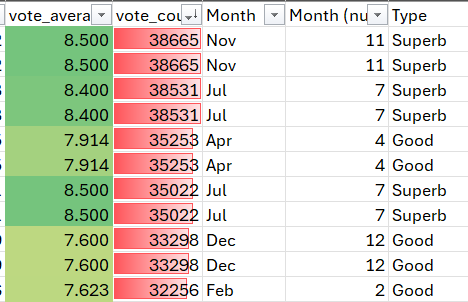 vote_avera vote_cou Month Month (nu Type
8.500 38665 Nov 11 Superb
8.500 38665 Nov 11 Superb
8.400 38531 Jul 7 Superb
8.400 38531 Jul 7 Superb
7.914 35253 Apr 4 Good
7.914 35253 Apr 4 Good
8.500 35022 Jul 7 Superb
8.500 35022 Jul 7 Superb
7.600 33298 Dec 12 Good
7.600 33298 Dec 12 Good
7.623 32256 Feb 2 Good